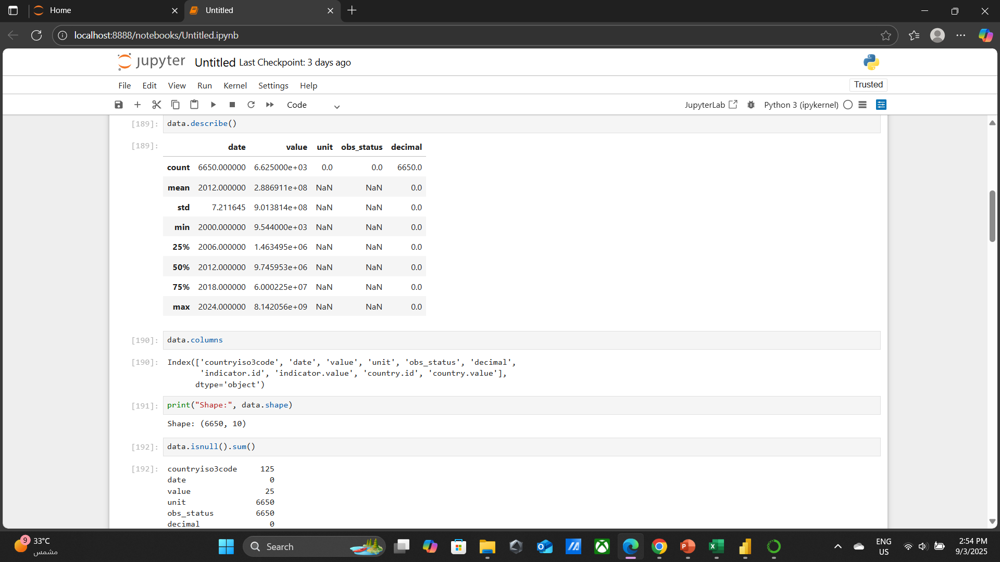 Home
Untitled
localhost:8888/notebooks/Untitled.ipynb
jupyter Untitled Last Checkpoint: 3 days ago
File Edit View Run Kernel Settings Help
Trusted
Code
JupyterLab Python 3 (ipykernel)
[189]: data.describe()
[189]: date value unit obs_status decimal
count 6650.000000 6.625000e+03 0.0 0.0 6650.0
mean 2012.000000 2.886911e+08 NaN NaN 0.0
std 7.211645 9.013814e+08 NaN NaN 0.0
min 2000.000000 9.544000e+03 NaN NaN 0.0
25% 2006.000000 1.463495e+06 NaN NaN 0.0
50% 2012.000000 9.745953e+06 NaN NaN 0.0
75% 2018.000000 6.000225e+07 NaN NaN 0.0
max 2024.000000 8.142056e+09 NaN NaN 0.0
[190]: data.columns
[190]: Index(['countryiso3code', 'date', 'value', 'unit', 'obs_status', 'decimal',
'indicator.id', 'indicator.value', 'country.id', 'country.value'],
dtype='object')
[191]: print("Shape:", data.shape)
Shape: (6650, 10)
[192]: data.isnull().sum()
[192]: countryiso3code 125
date 0
value 25
unit 6650
obs_status 6650
decimal 0
9
33°C
مشمس
Search
ENG
US
2:54 PM
9/3/2025